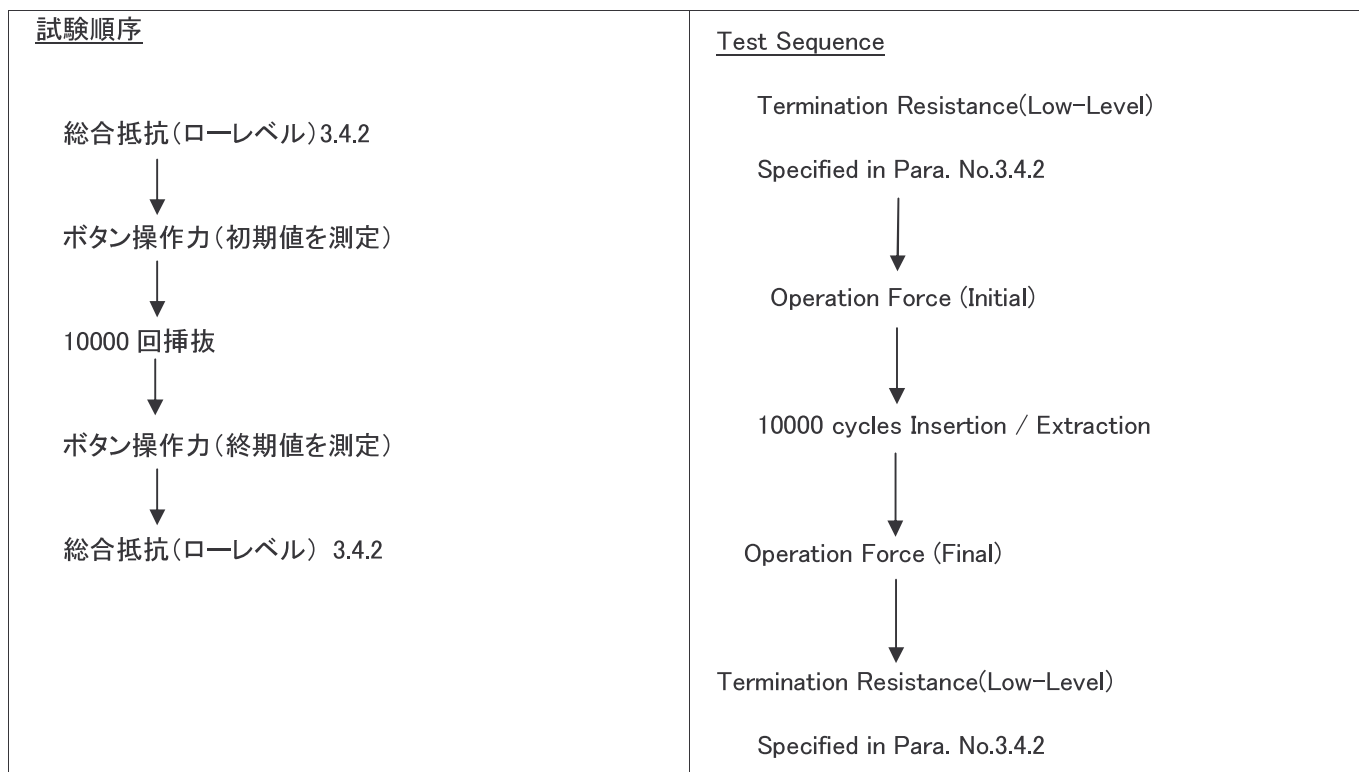 試験順序
総合抵抗(ローレベル)3.4.2
ボタン操作力(初期値を測定)
10000 回挿抜
ボタン操作力(終期値を測定)
総合抵抗(ローレベル) 3.4.2
Test Sequence
Termination Resistance(Low-Level)
Specified in Para. No.3.4.2
Operation Force (Initial)
10000 cycles Insertion / Extraction
Operation Force (Final)
Termination Resistance(Low-Level)
Specified in Para. No.3.4.2